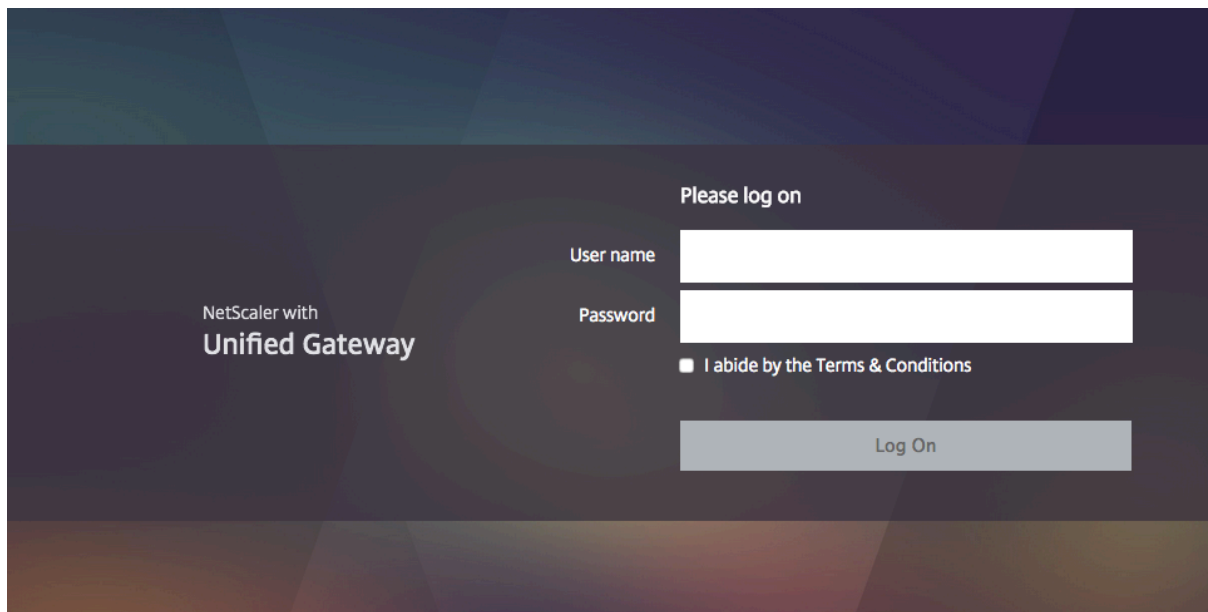 Please log on
User name
NetScaler with
Unified Gateway
Password
I abide by the Terms & Conditions
Log On